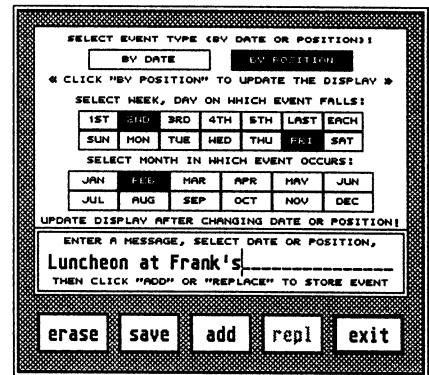 SELECT EVENT TYPE (BY DATE OR POSITION):
BY DATE BY POSITION
« CLICK "BY POSITION" TO UPDATE THE DISPLAY »
SELECT WEEK, DAY ON WHICH EVENT FALLS:
1ST 2ND 3RD 4TH 5TH LAST EACH
SUN MON TUE WED THU FRI SAT
SELECT MONTH IN WHICH EVENT OCCURS:
JAN FEB MAR APR MAY JUN
JUL AUG SEP OCT NOV DEC
UPDATE DISPLAY AFTER CHANGING DATE OR POSITION!
ENTER A MESSAGE, SELECT DATE OR POSITION,
Luncheon at Frank's
THEN CLICK "ADD" OR "REPLACE" TO STORE EVENT
erase save add repl exit